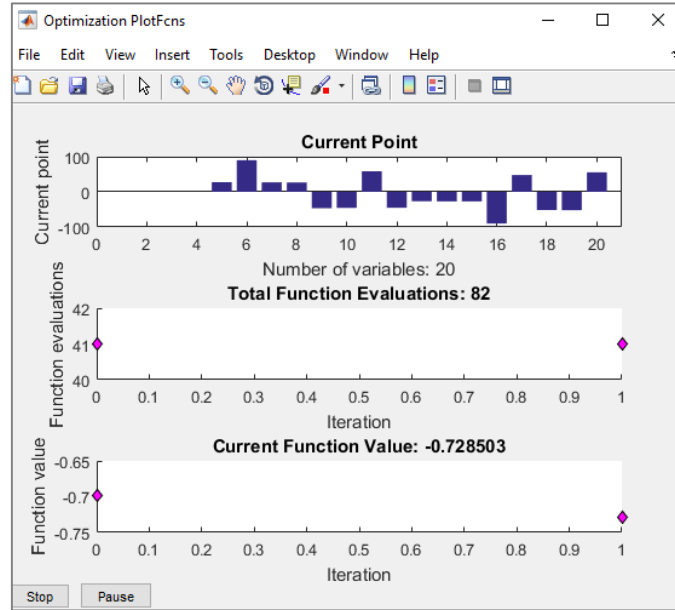 Optimization PlotFcns
File Edit View Insert Tools Desktop Window Help
Current Point
Current point
100
0
-100
0 2 4 6 8 10 12 14 16 18 20
Number of variables: 20
Total Function Evaluations: 82
Function evaluations
42
41
40
0 0.1 0.2 0.3 0.4 0.5 0.6 0.7 0.8 0.9 1
Iteration
Current Function Value: -0.728503
Function value
-0.65
-0.7
-0.75
0 0.1 0.2 0.3 0.4 0.5 0.6 0.7 0.8 0.9 1
Iteration
Stop Pause